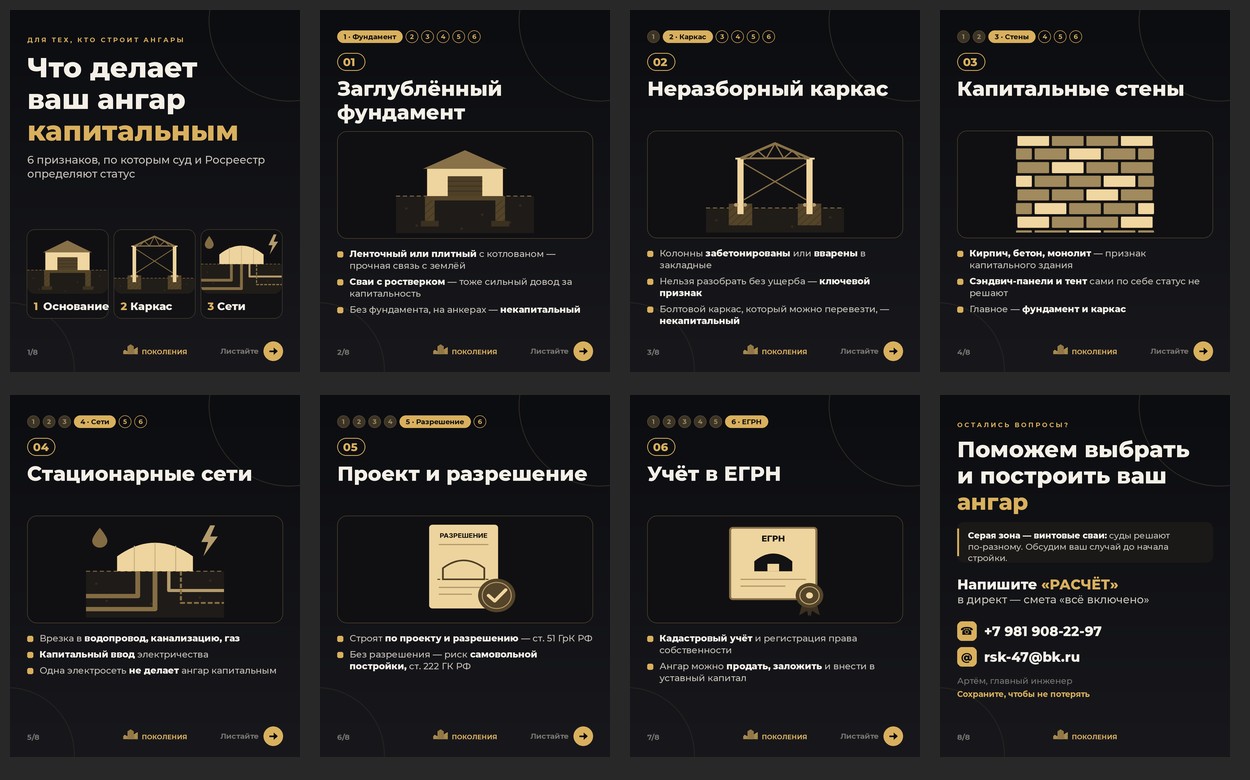 ДЛЯ ТЕХ, КТО СТРОИТ АНГАРЫ
Что делает
ваш ангар
капитальным
6 признаков, по которым суд и Росреестр
определяют статус
1 Основание
2 Каркас
3 Сети
1/8
ПОКОЛЕНИЯ
Листайте
1 · Фундамент 2 3 4 5 6
01
Заглублённый
фундамент
Ленточный или плитный с котлованом —
прочная связь с землёй
Сваи с ростверком — тоже сильный довод за
капитальность
Без фундамента, на анкерах — некапитальный
2/8
ПОКОЛЕНИЯ
Листайте
1 2 · Каркас 3 4 5 6
02
Неразборный каркас
Колонны забетонированы или вварены в
закладные
Нельзя разобрать без ущерба — ключевой
признак
Болтовой каркас, который можно перевезти, —
некапитальный
3/8
ПОКОЛЕНИЯ
Листайте
1 2 3 · Стены 4 5 6
03
Капитальные стены
Кирпич, бетон, монолит — признак
капитального здания
Сэндвич-панели и тент сами по себе статус не
решают
Главное — фундамент и каркас
4/8
ПОКОЛЕНИЯ
Листайте
1 2 3 4 · Сети 5 6
04
Стационарные сети
Врезка в водопровод, канализацию, газ
Капитальный ввод электричества
Одна электросеть не делает ангар капитальным
5/8
ПОКОЛЕНИЯ
Листайте
1 2 3 4 5 · Разрешение 6
05
Проект и разрешение
РАЗРЕШЕНИЕ
Строят по проекту и разрешению — ст. 51 ГрК РФ
Без разрешения — риск самовольной
постройки, ст. 222 ГК РФ
6/8
ПОКОЛЕНИЯ
Листайте
1 2 3 4 5 6 · ЕГРН
06
Учёт в ЕГРН
ЕГРН
Кадастровый учёт и регистрация права
собственности
Ангар можно продать, заложить и внести в
уставный капитал
7/8
ПОКОЛЕНИЯ
Листайте
ОСТАЛИСЬ ВОПРОСЫ?
Поможем выбрать
и построить ваш
ангар
Серая зона — винтовые сваи: суды решают
по-разному. Обсудим ваш случай до начала
стройки.
Напишите «РАСЧЁТ»
в директ — смета «всё включено»
+7 981 908-22-97
@ rsk-47@bk.ru
Артём, главный инженер
Сохраните, чтобы не потерять
8/8
ПОКОЛЕНИЯ